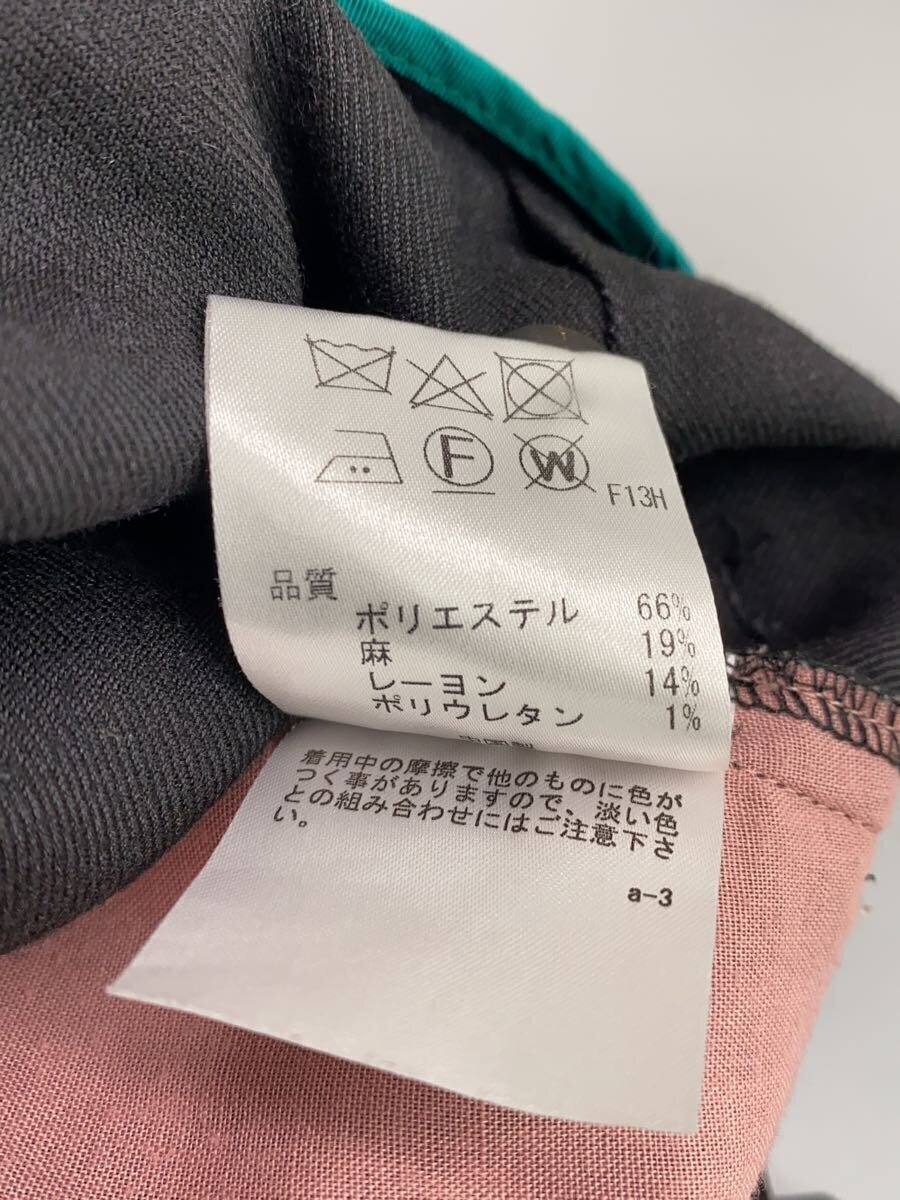 F
W
F13H
品質
ポリエステル 66%
麻 19%
レーヨン 14%
ポリウレタン 1%
中国製
着用中の摩擦で他のものに色が
つく事がありますので、淡い色
との組み合わせにはご注意下さ
い。
a-3